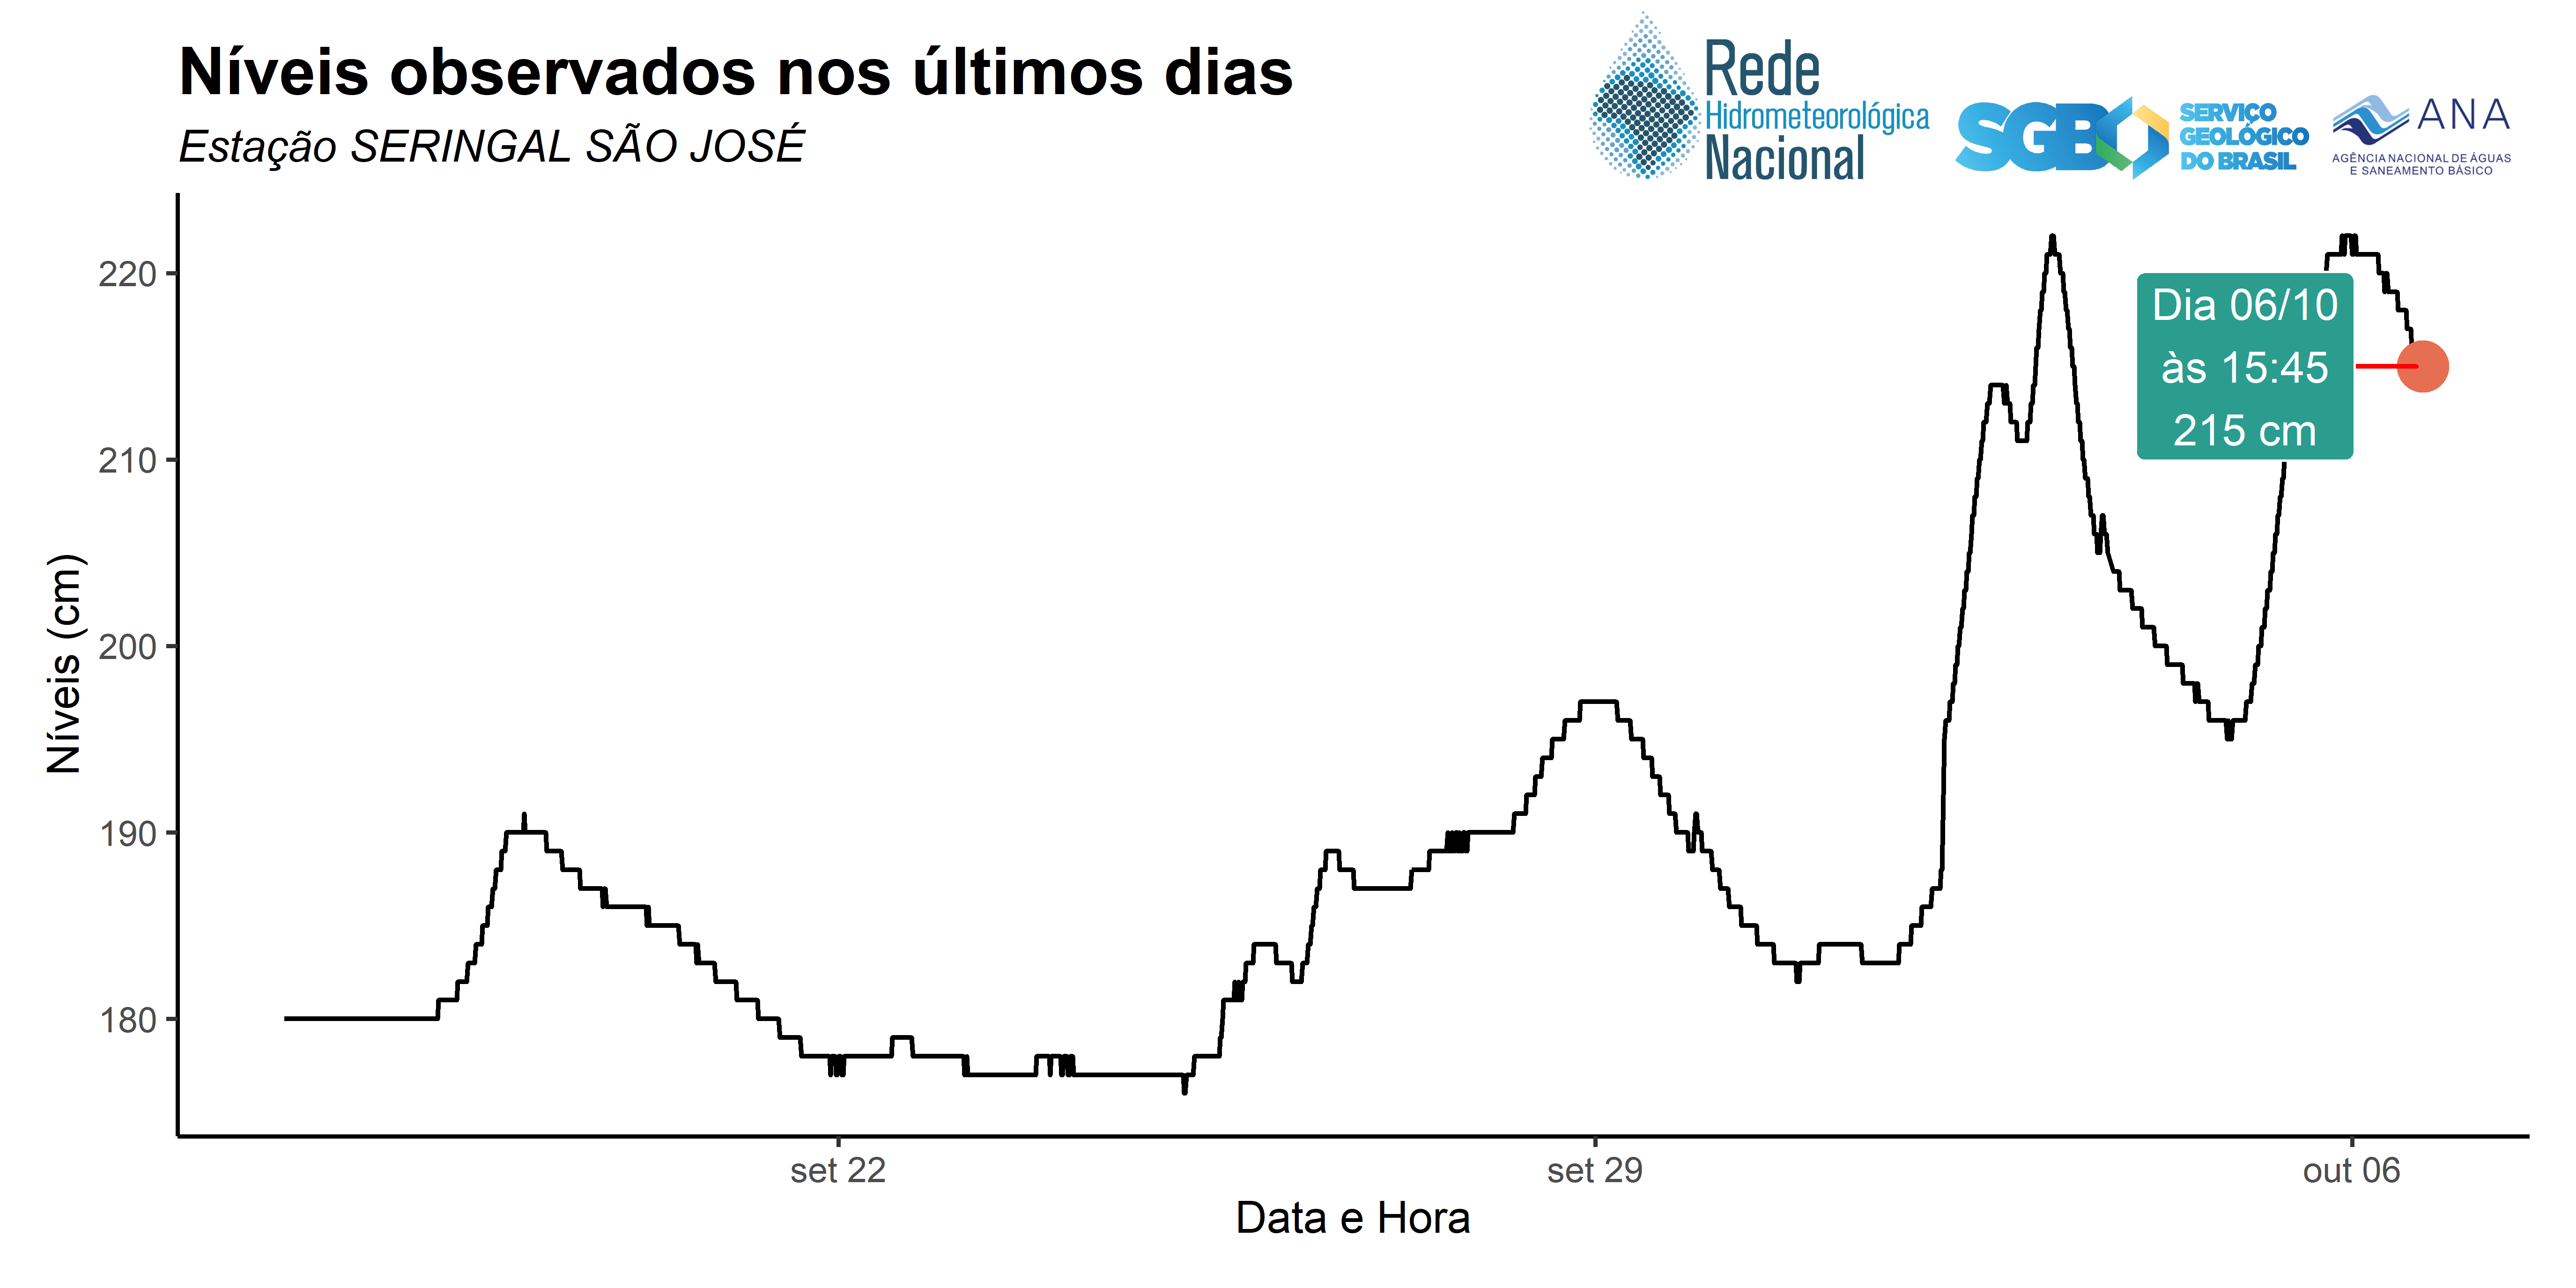 Níveis observados nos últimos dias
Estação SERINGAL SÃO JOSÉ
Rede
Hidrometeorológica
Nacional
SGB
SERVIÇO
GEOLÓGICO
DO BRASIL
ANA
AGÊNCIA NACIONAL DE ÁGUAS
E SANEAMENTO BÁSICO
220
210
200
190
180
Níveis (cm)
Dia 06/10
às 15:45
215 cm
set 22
set 29
out 06
Data e Hora